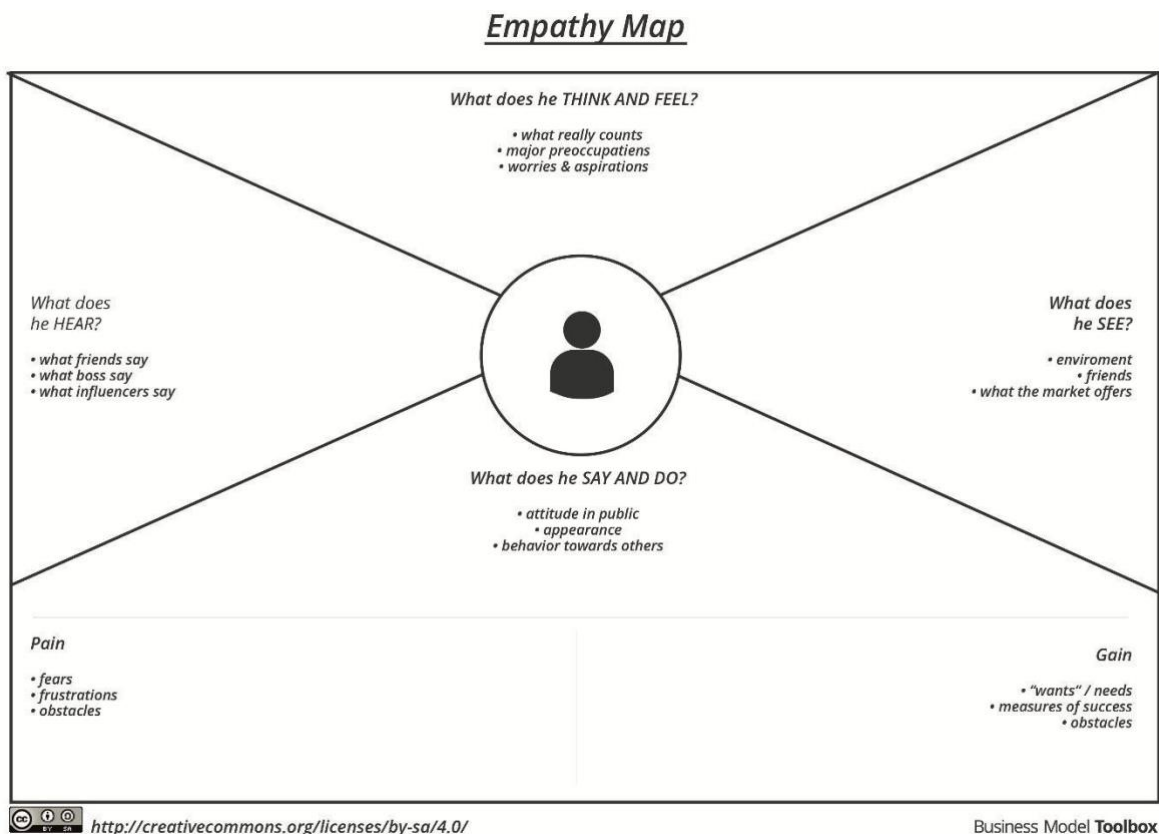 Empathy Map
What does he THINK AND FEEL?
• what really counts
• major preoccupatiens
• worries & aspirations
What does
he HEAR?
• what friends say
• what boss say
• what influencers say
What does
he SEE?
• enviroment
• friends
• what the market offers
What does he SAY AND DO?
• attitude in public
• appearance
• behavior towards others
Pain
• fears
• frustrations
• obstacles
Gain
• “wants“ / needs
• measures of success
• obstacles
cc BY SA http://creativecommons.org/licenses/by-sa/4.0/
Business Model Toolbox